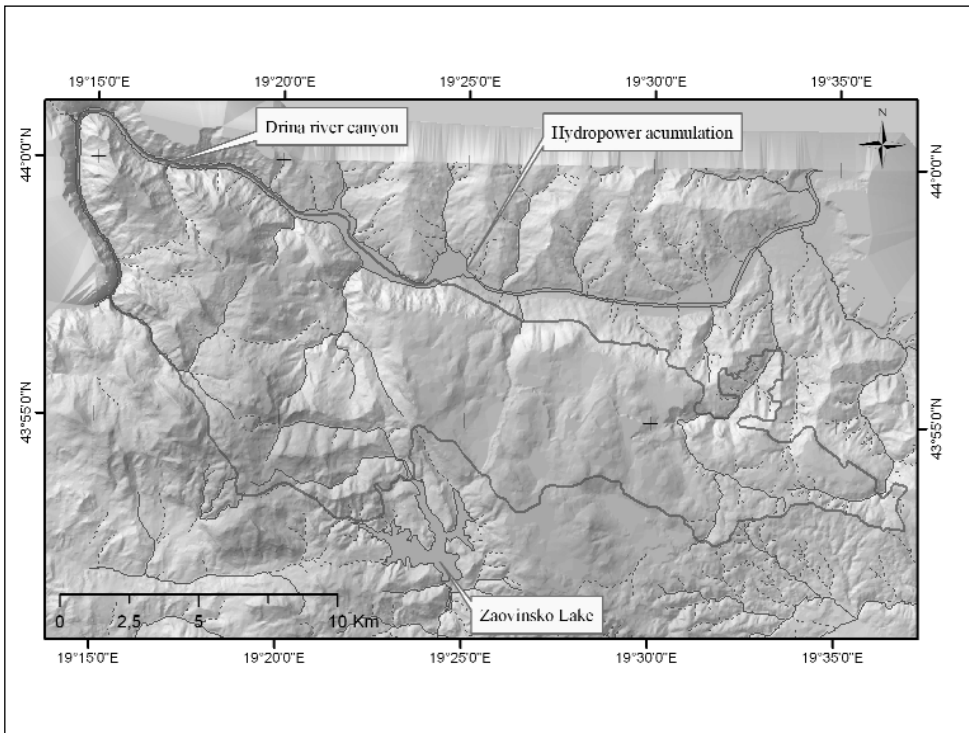 19°15'0"E
19°20'0"E
19°25'0"E
19°30'0"E
19°35'0"E
N
Drina river canyon
Hydropower acumulation
44°0'0"N
44°0'0"N
43°55'0"N
43°55'0"N
0
2,5
5
10 Km
Zaovinsko Lake
19°15'0"E
19°20'0"E
19°25'0"E
19°30'0"E
19°35'0"E